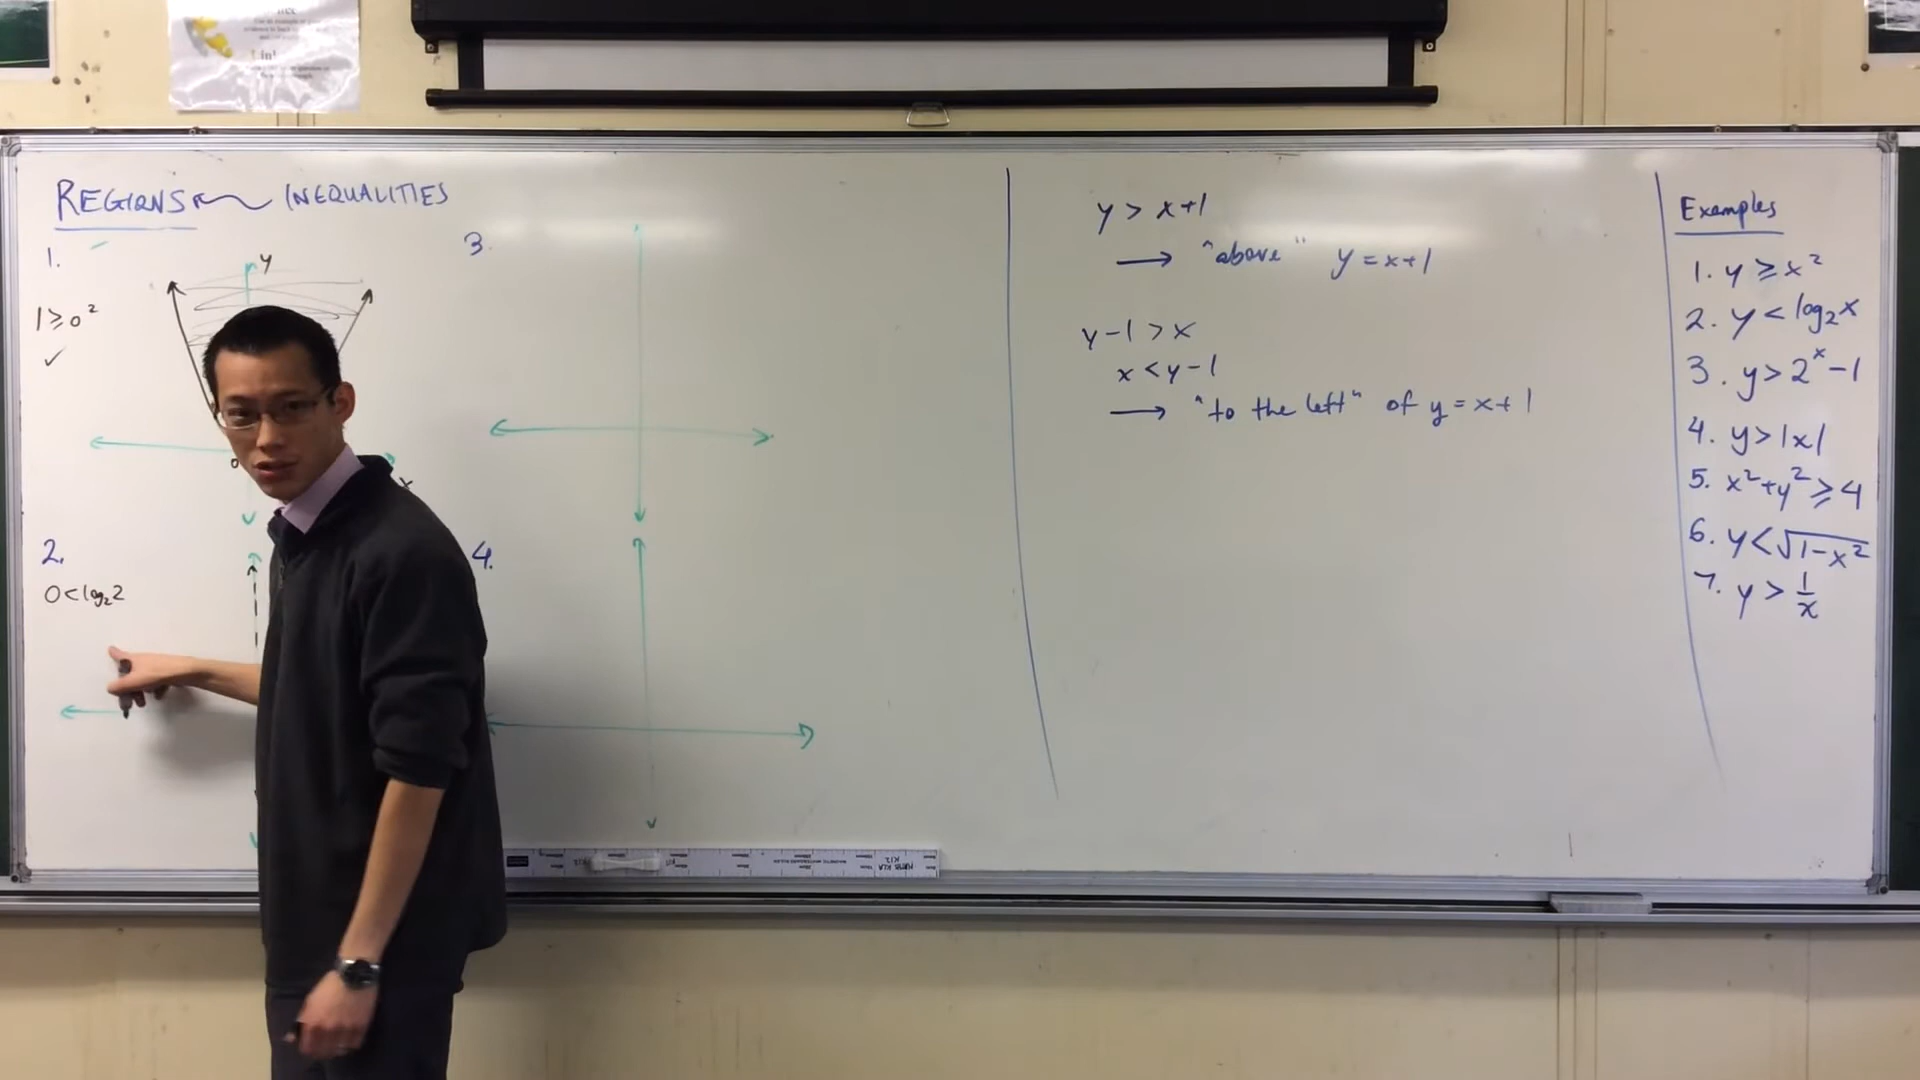 REGIONS INEQUALITIES
1.
y
1 ≥ 0²
✓
0
x
2.
0 < log₂2
3.
4.
y > x+1
→ "above" y = x+1
y-1 > x
x < y-1
→ "to the left" of y = x+1
Examples
1. y ≥ x²
2. y < log₂x
3. y > 2ˣ-1
4. y > |x|
5. x²+y² ≥ 4
6. y < √(1-x²)
7. y > 1/x